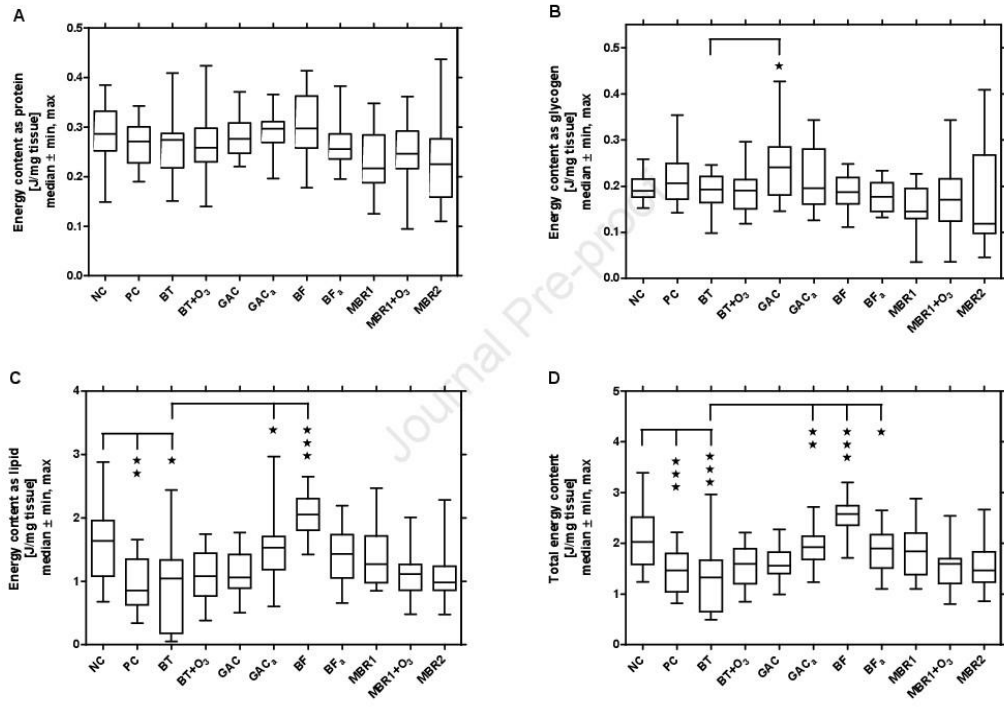 A
Energy content as protein
[J/mg tissue]
median ± min, max
0.5
0.4
0.3
0.2
0.1
0.0
NC PC BT BT+O₃ GAC GACₐ BF BFₐ MBR1 MBR1+O₃ MBR2
B
Energy content as glycogen
[J/mg tissue]
median ± min, max
0.5
0.4
0.3
0.2
0.1
0.0
★
NC PC BT BT+O₃ GAC GACₐ BF BFₐ MBR1 MBR1+O₃ MBR2
Journal Pre-proof
C
Energy content as lipid
[J/mg tissue]
median ± min, max
4
3
2
1
0
★★ ★ ★ ★★★
NC PC BT BT+O₃ GAC GACₐ BF BFₐ MBR1 MBR1+O₃ MBR2
D
Total energy content
[J/mg tissue]
median ± min, max
5
4
3
2
1
0
★★★ ★★★ ★★ ★★★ ★
NC PC BT BT+O₃ GAC GACₐ BF BFₐ MBR1 MBR1+O₃ MBR2